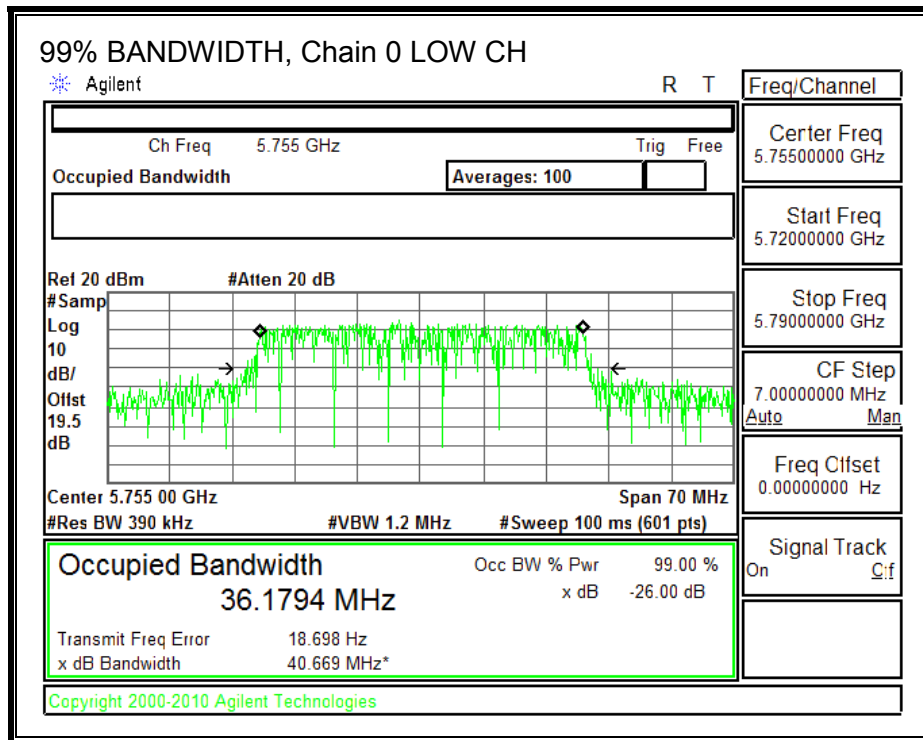 99% BANDWIDTH, Chain 0 LOW CH
Agilent R T
Freq/Channel
Ch Freq 5.755 GHz Trig Free
Occupied Bandwidth Averages: 100
Center Freq
5.75500000 GHz
Start Freq
5.72000000 GHz
Stop Freq
5.79000000 GHz
CF Step
7.00000000 MHz
Auto Man
Freq Offset
0.00000000 Hz
Signal Track
On Off
Ref 20 dBm #Atten 20 dB
#Samp
Log
10
dB/
Offst
19.5
dB
Center 5.755 00 GHz Span 70 MHz
#Res BW 390 kHz #VBW 1.2 MHz #Sweep 100 ms (601 pts)
Occupied Bandwidth Occ BW % Pwr 99.00 %
36.1794 MHz x dB -26.00 dB
Transmit Freq Error 18.698 Hz
x dB Bandwidth 40.669 MHz*
Copyright 2000-2010 Agilent Technologies